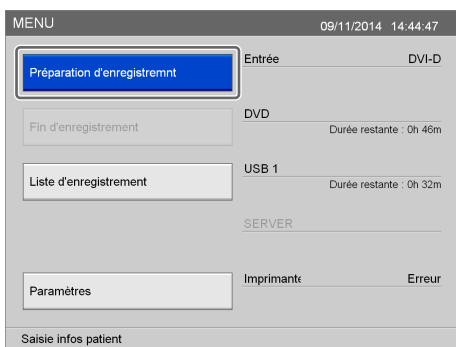 MENU 09/11/2014 14:44:47
Préparation d'enregistremnt
Entrée DVI-D
Fin d'enregistrement
DVD
Durée restante : 0h 46m
Liste d'enregistrement
USB 1
Durée restante : 0h 32m
SERVER
Paramètres
Imprimante Erreur
Saisie infos patient